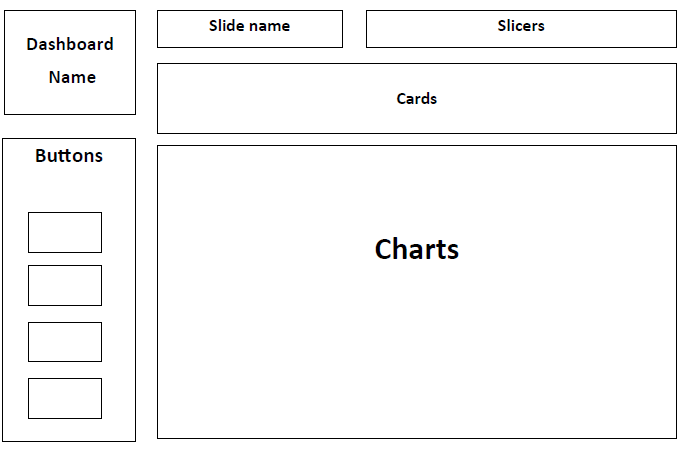 Dashboard
Name
Slide name
Slicers
Cards
Buttons
Charts